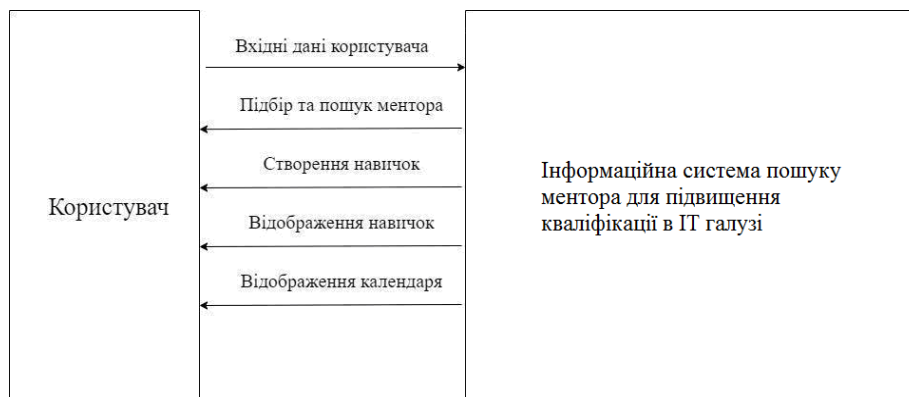 Вхідні дані користувача
Підбір та пошук ментора
Створення навичок
Відображення навичок
Відображення календаря
Користувач
Інформаційна система пошуку
ментора для підвищення
кваліфікації в ІТ галузі